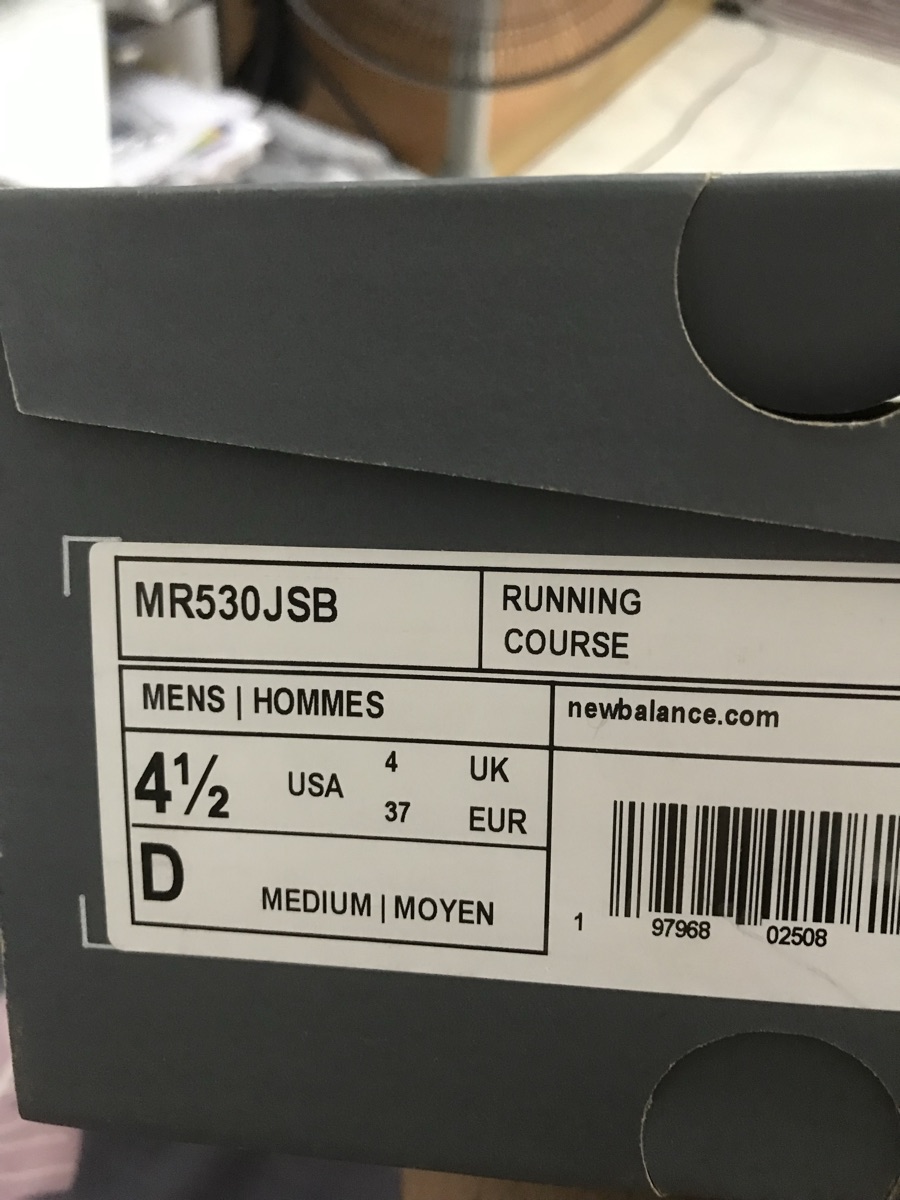 MR530JSB
RUNNING
COURSE
MENS | HOMMES
newbalance.com
4½ USA 4 UK
37 EUR
D MEDIUM | MOYEN
1 97968 02508